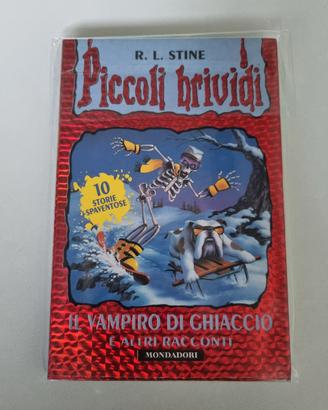 R. L. STINE
Piccoli brividi
10
STORIE
SPAVENTOSE
IL VAMPIRO DI GHIACCIO
E ALTRI RACCONTI
MONDADORI